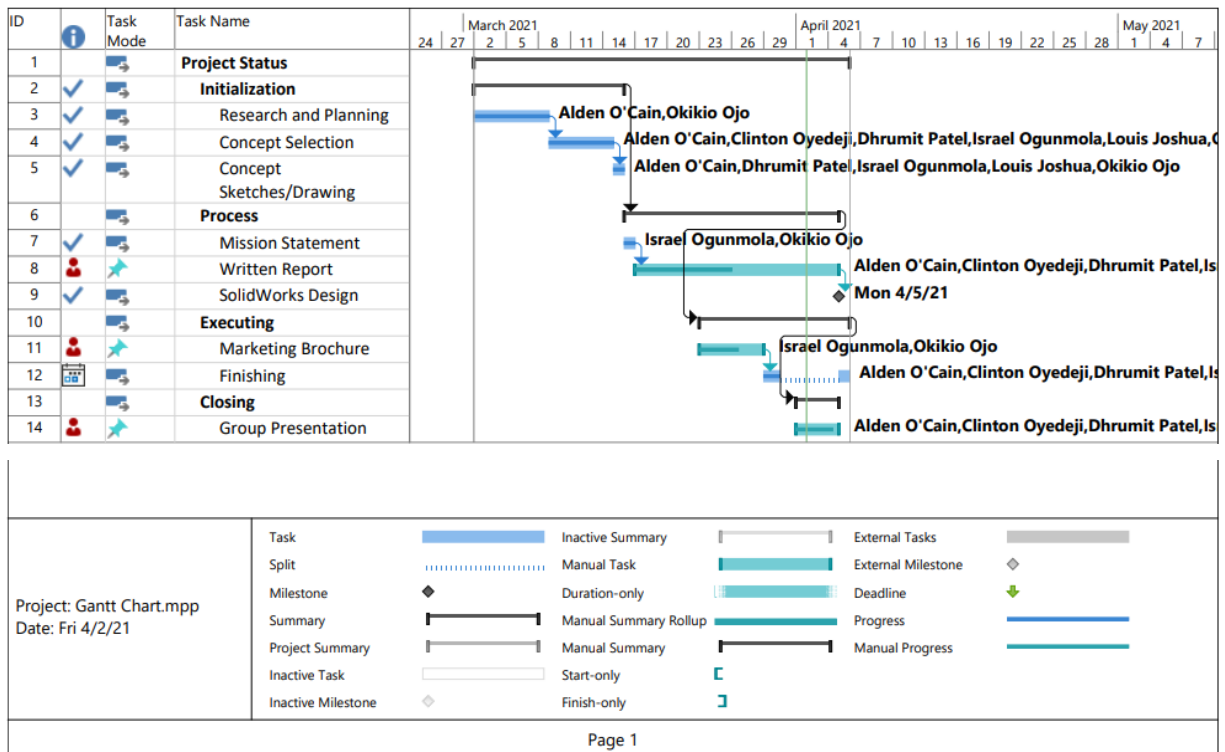 ID Task Mode Task Name
March 2021 April 2021 May 2021
24 27 2 5 8 11 14 17 20 23 26 29 1 4 7 10 13 16 19 22 25 28 1 4 7
1 Project Status
2 Initialization
3 Research and Planning Alden O'Cain,Okikio Ojo
4 Concept Selection Alden O'Cain,Clinton Oyedeji,Dhrumit Patel,Israel Ogunmola,Louis Joshua,
5 Concept Sketches/Drawing Alden O'Cain,Dhrumit Patel,Israel Ogunmola,Louis Joshua,Okikio Ojo
6 Process
7 Mission Statement Israel Ogunmola,Okikio Ojo
8 Written Report Alden O'Cain,Clinton Oyedeji,Dhrumit Patel,Is
9 SolidWorks Design Mon 4/5/21
10 Executing
11 Marketing Brochure Israel Ogunmola,Okikio Ojo
12 Finishing Alden O'Cain,Clinton Oyedeji,Dhrumit Patel,Is
13 Closing
14 Group Presentation Alden O'Cain,Clinton Oyedeji,Dhrumit Patel,Is
Project: Gantt Chart.mpp
Date: Fri 4/2/21
Task Inactive Summary External Tasks
Split Manual Task External Milestone
Milestone Duration-only Deadline
Summary Manual Summary Rollup Progress
Project Summary Manual Summary Manual Progress
Inactive Task Start-only
Inactive Milestone Finish-only
Page 1